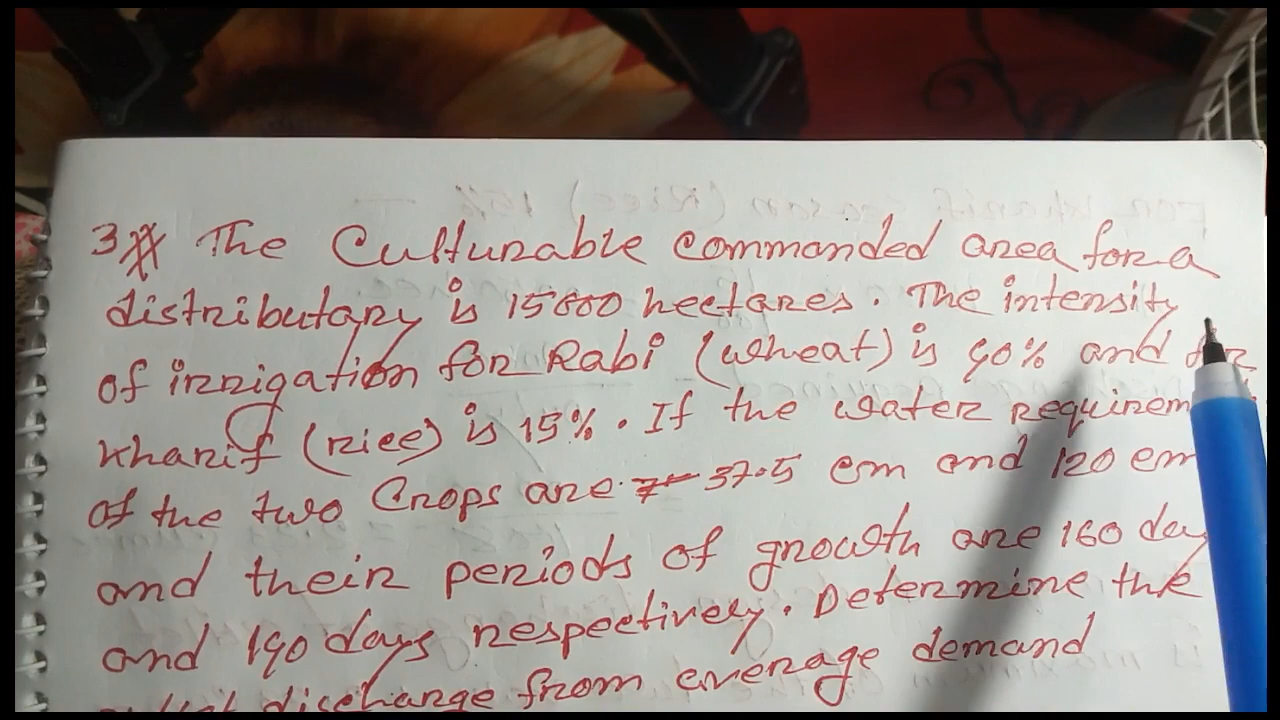 3# The Culturable commanded area for a
distributary is 15000 hectares. The intensity
of irrigation for Rabi (wheat) is 40% and for
kharif (rice) is 15%. If the water requirem
of the two Crops are 37.5 cm and 120 cm
and their periods of growth are 160 day
and 140 days respectively. Determine the
outlet discharge from average demand